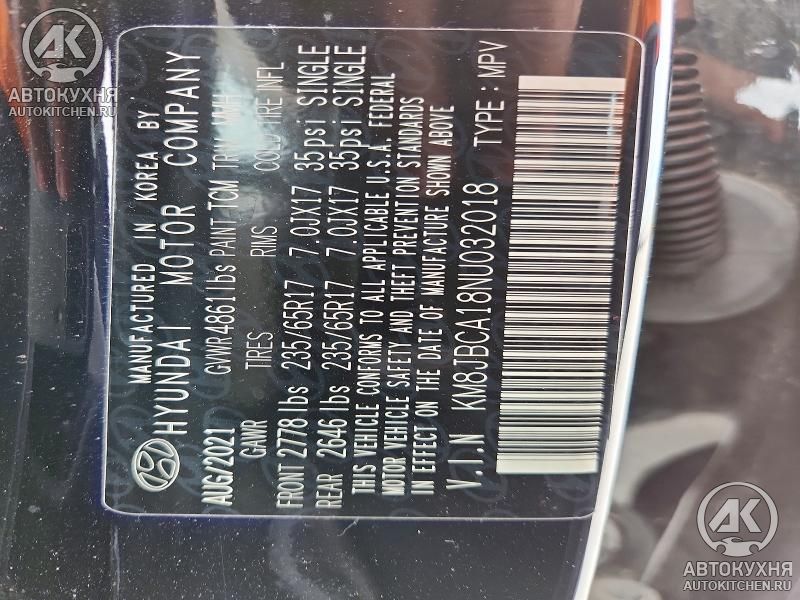 АК
АВТОКУХНЯ
AUTOKITCHEN.RU
MANUFACTURED IN KOREA BY
HYUNDAI MOTOR COMPANY
AUG/2021 GVWR 4861 lbs PAINT TCM TRIM MMH
GAWR TIRES RIMS COLD TIRE INFL
FRONT 2778 lbs 235/65R17 7.0JX17 35psi SINGLE
REAR 2646 lbs 235/65R17 7.0JX17 35psi SINGLE
THIS VEHICLE CONFORMS TO ALL APPLICABLE U.S.A. FEDERAL
MOTOR VEHICLE SAFETY AND THEFT PREVENTION STANDARDS
IN EFFECT ON THE DATE OF MANUFACTURE SHOWN ABOVE
V.I.N KM8JBCA18NU032018 TYPE : MPV
АК
АВТОКУХНЯ
AUTOKITCHEN.RU